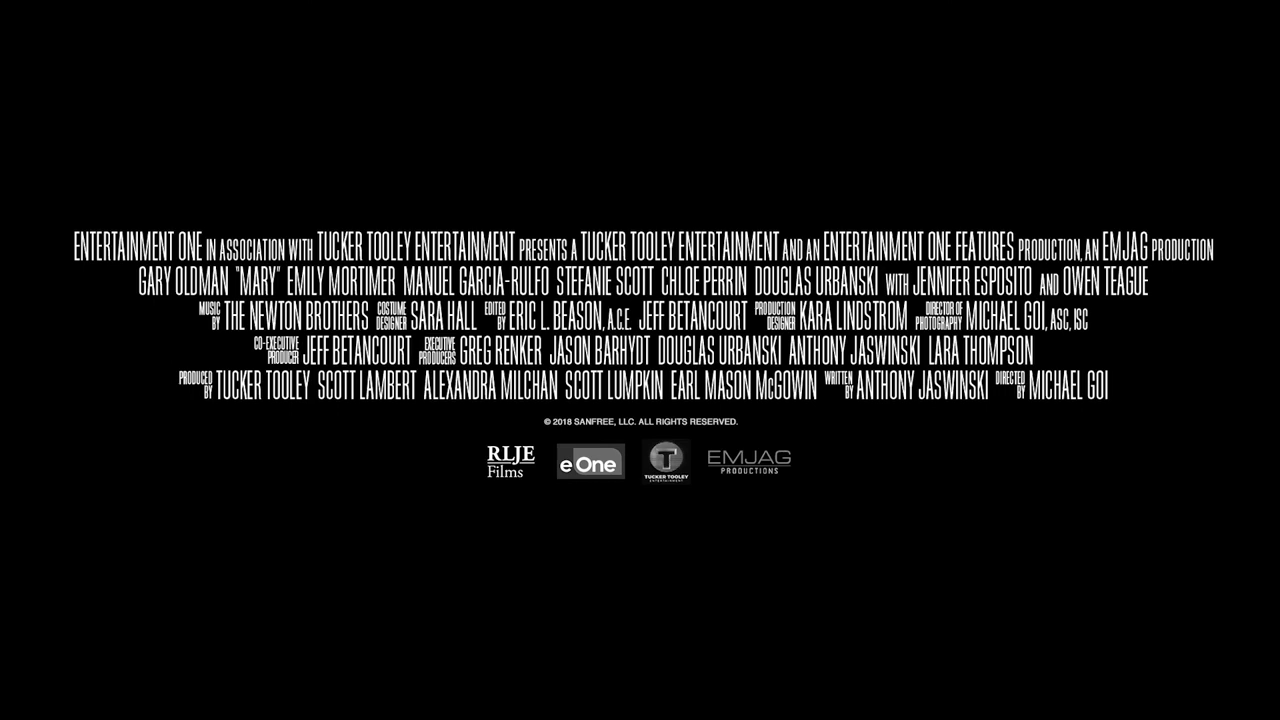 ENTERTAINMENT ONE IN ASSOCIATION WITH TUCKER TOOLEY ENTERTAINMENT PRESENTS A TUCKER TOOLEY ENTERTAINMENT AND AN ENTERTAINMENT ONE FEATURES PRODUCTION, AN EMJAG PRODUCTION
GARY OLDMAN "MARY" EMILY MORTIMER MANUEL GARCIA-RULFO STEFANIE SCOTT CHLOE PERRIN DOUGLAS URBANSKI WITH JENNIFER ESPOSITO AND OWEN TEAGUE
MUSIC BY THE NEWTON BROTHERS COSTUME DESIGNER SARA HALL EDITED BY ERIC L. BEASON, A.C.E. JEFF BETANCOURT PRODUCTION DESIGNER KARA LINDSTROM DIRECTOR OF PHOTOGRAPHY MICHAEL GOI, ASC, ISC
CO-EXECUTIVE PRODUCER JEFF BETANCOURT EXECUTIVE PRODUCERS GREG RENKER JASON BARHYDT DOUGLAS URBANSKI ANTHONY JASWINSKI LARA THOMPSON
PRODUCED BY TUCKER TOOLEY SCOTT LAMBERT ALEXANDRA MILCHAN SCOTT LUMPKIN EARL MASON McGOWIN WRITTEN BY ANTHONY JASWINSKI DIRECTED BY MICHAEL GOI
© 2018 SANFREE, LLC. ALL RIGHTS RESERVED.
RLJE Films
eOne
T TUCKER TOOLEY ENTERTAINMENT
EMJAG PRODUCTIONS